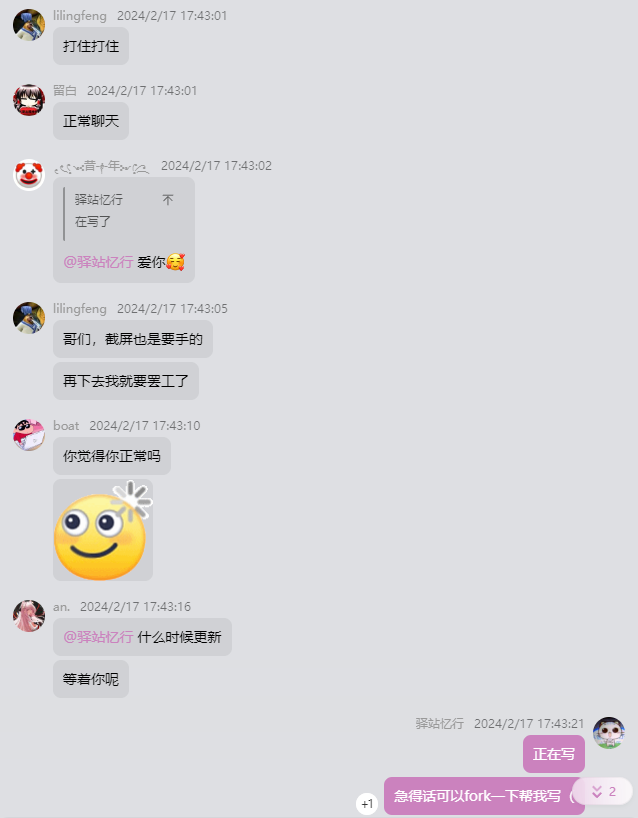 lilingfeng 2024/2/17 17:43:01
打住打住
留白 2024/2/17 17:43:01
正常聊天
昔年 2024/2/17 17:43:02
驿站忆行 不
在写了
@驿站忆行 爱你🥰
lilingfeng 2024/2/17 17:43:05
哥们，截屏也是要手的
再下去我就要罢工了
boat 2024/2/17 17:43:10
你觉得你正常吗
an. 2024/2/17 17:43:16
@驿站忆行 什么时候更新
等着你呢
驿站忆行 2024/2/17 17:43:21
正在写
+1 急得话可以fork一下帮我写（
2